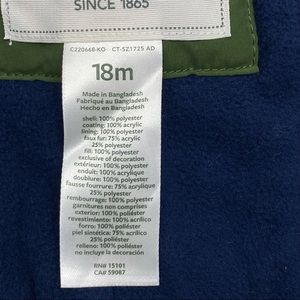 SINCE 1865
C220668-KO CT-SZ1725 AD
18m
Made in Bangladesh
Fabriqué au Bangladesh
Hecho en Bangladesh
shell: 100% polyester
coating: 100% acrylic
lining: 100% polyester
faux fur: 75% acrylic
25% polyester
fill: 100% polyester
exclusive of decoration
extérieur: 100% polyester
enduit: 100% acrylique
doublure: 100% polyester
fausse fourrure: 75% acrylique
25% polyester
rembourrage: 100% polyester
garnitures non comprises
exterior: 100% poliéster
revestimiento: 100% acrílico
forro: 100% poliéster
piel sintética: 75% acrílico
25% poliéster
relleno: 100% poliéster
no incluye la decoración
RN# 15101
CA# 59087